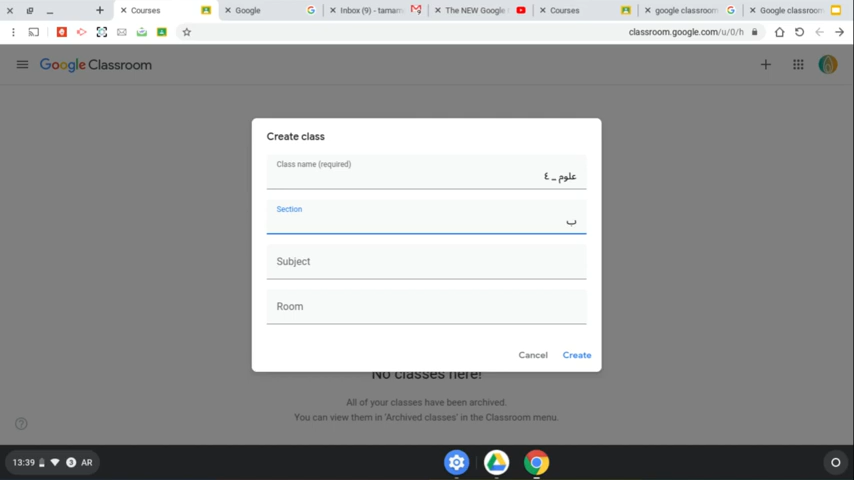 Courses
Google
Inbox (9) - tamam
The NEW Google
Courses
google classroom
Google classroom
classroom.google.com/u/0/h
Google Classroom
Create class
Class name (required)
علوم _ ٤
Section
ب
Subject
Room
Cancel
Create
No classes here!
All of your classes have been archived.
You can view them in 'Archived classes' in the Classroom menu.
13:39
3
AR